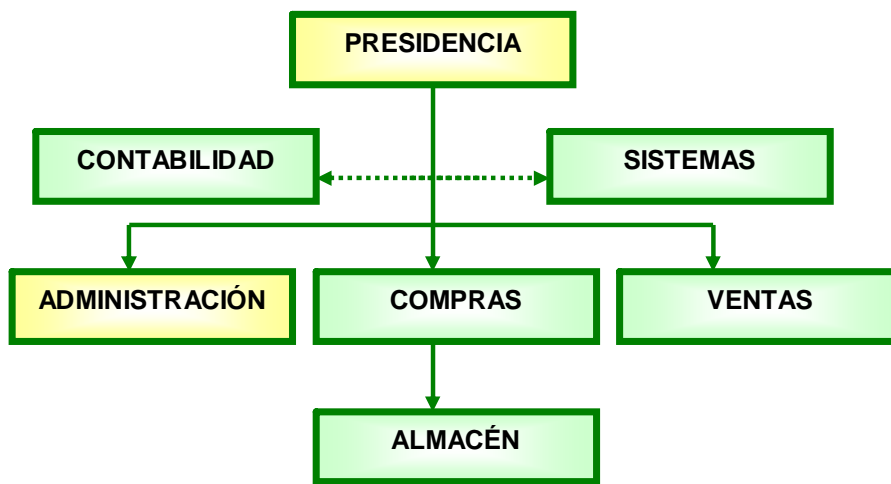 PRESIDENCIA
CONTABILIDAD
SISTEMAS
ADMINISTRACIÓN
COMPRAS
VENTAS
ALMACÉN